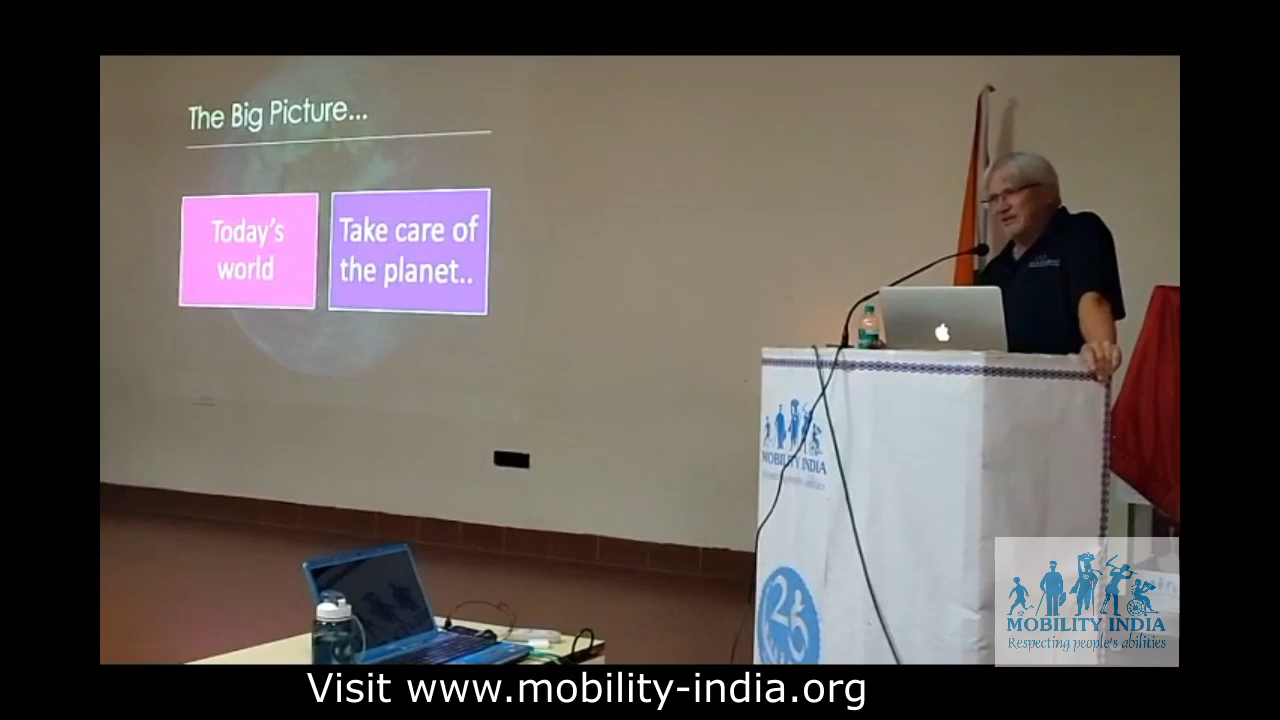 The Big Picture...
Today's
world
Take care of
the planet..
MOBILITY INDIA
25
MOBILITY INDIA
Respecting people's abilities
Visit www.mobility-india.org